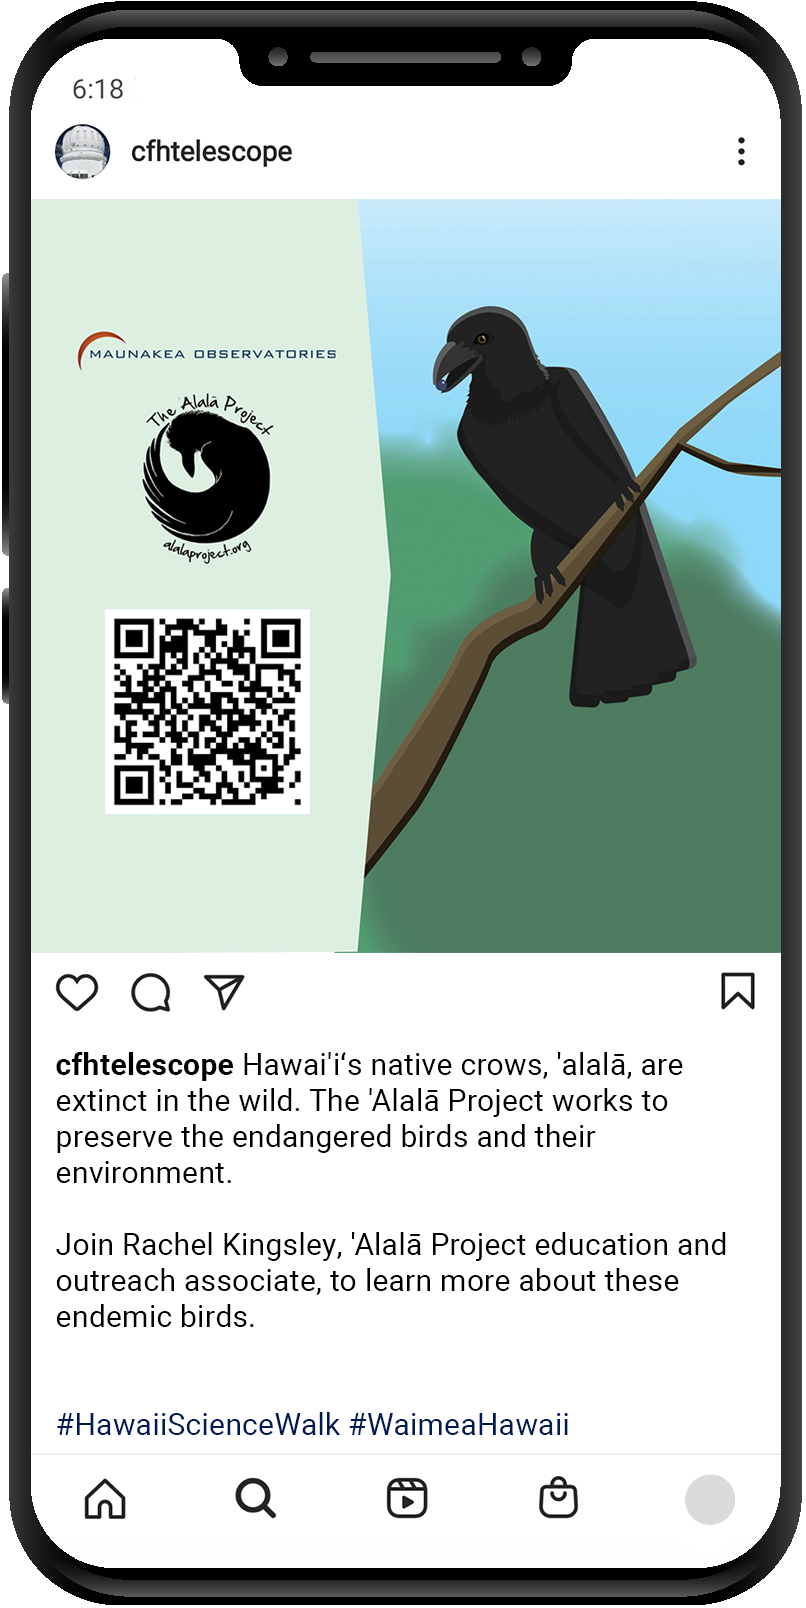 6:18
cfhtelescope
MAUNAKEA OBSERVATORIES
The Alalā Project
alalaproject.org
cfhtelescope Hawai'i‘s native crows, 'alalā, are
extinct in the wild. The 'Alalā Project works to
preserve the endangered birds and their
environment.
Join Rachel Kingsley, 'Alalā Project education and
outreach associate, to learn more about these
endemic birds.
#HawaiiScienceWalk #WaimeaHawaii